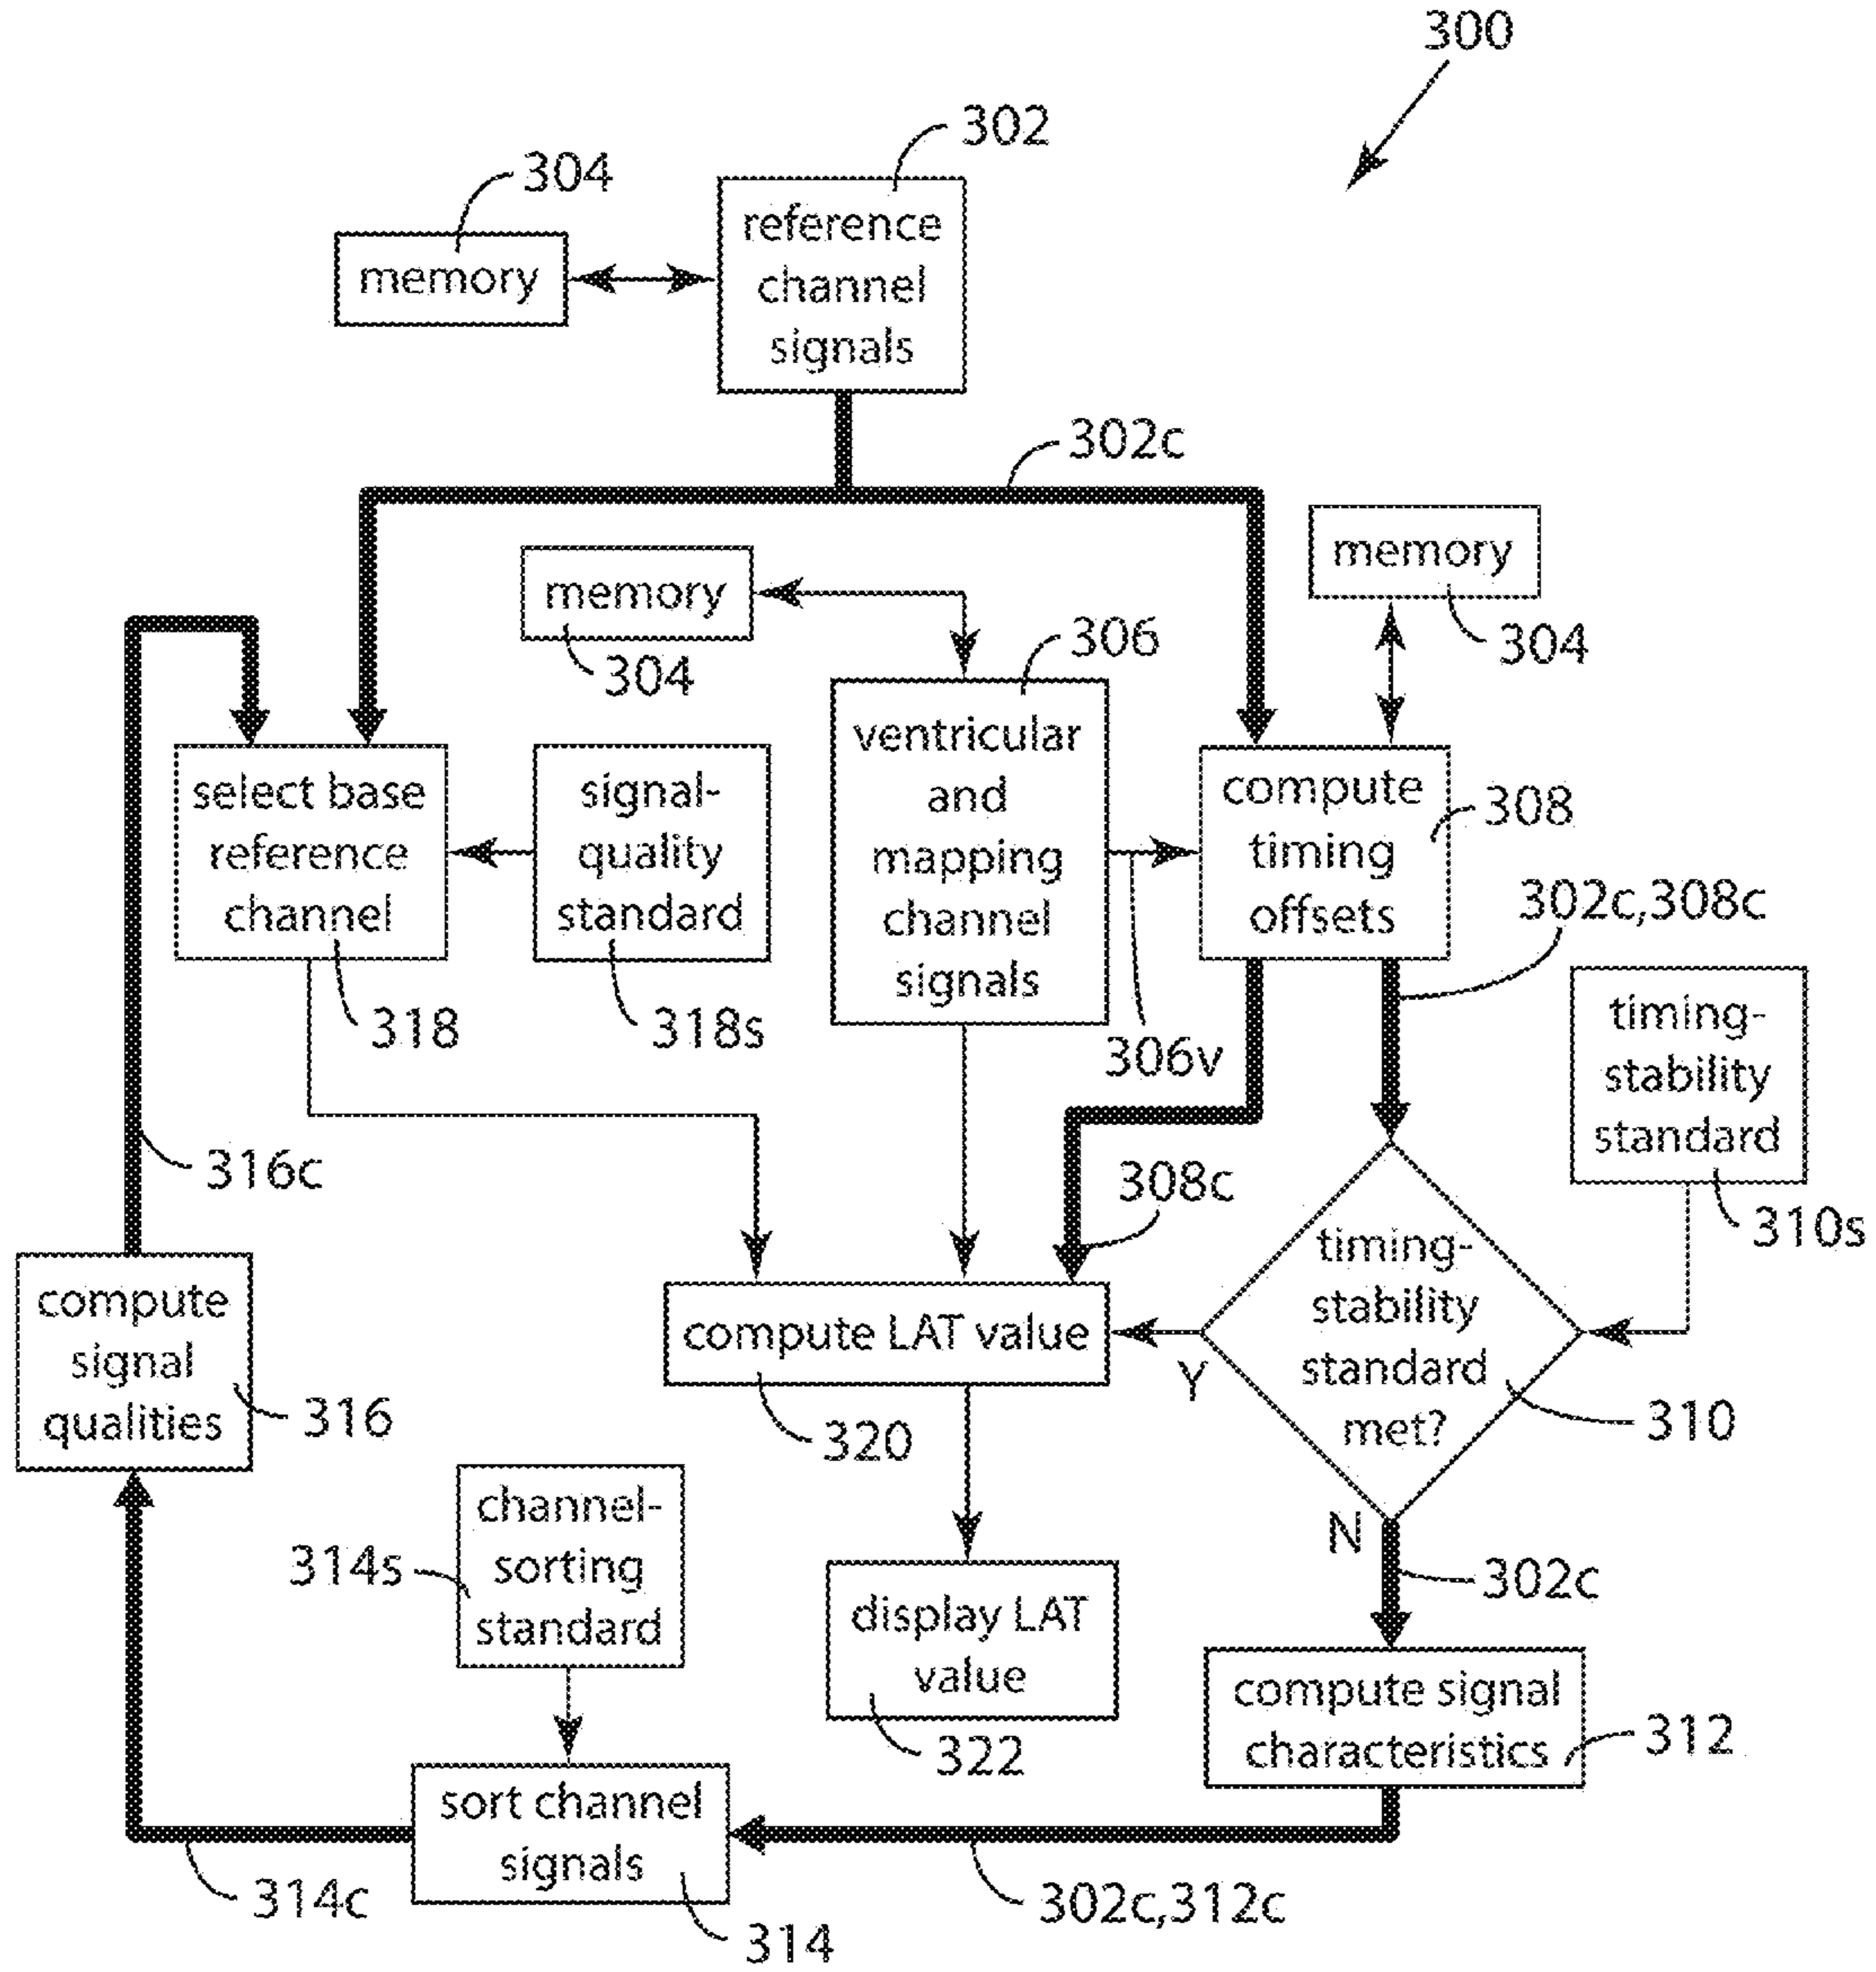 300
302
304
reference
channel
signals
memory
302c
memory
304
memory
304
306
select base
reference
channel
318
signal-
quality
standard
318s
ventricular
and
mapping
channel
signals
306v
compute
timing
offsets
308
302c,308c
timing-
stability
standard
310s
316c
308c
compute
signal
qualities
316
compute LAT value
320
timing-
stability
standard
met?
310
Y
N
302c
channel-
sorting
standard
314s
display LAT
value
322
compute signal
characteristics
312
sort channel
signals
314
314c
302c,312c